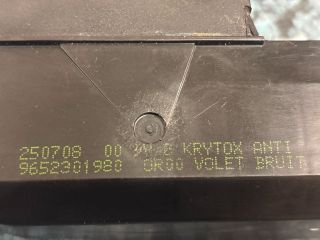 250708 00 KRYTOX ANTI
9652301980 OR00 VOLET BRUIT